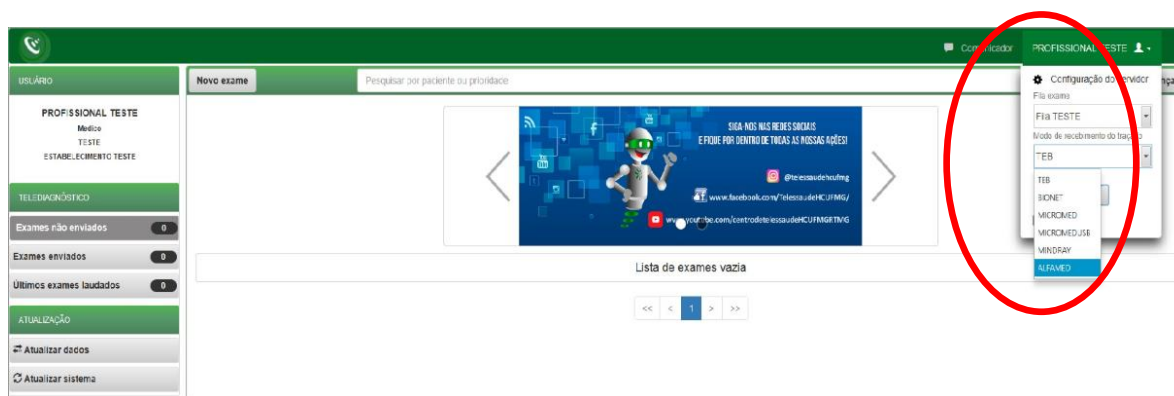 Comunicador
PROFISSIONAL TESTE
USUÁRIO
PROFISSIONAL TESTE
Medico
TESTE
ESTABELECIMENTO TESTE
TELEDIAGNÓSTICO
Exames não enviados 0
Exames enviados 0
Últimos exames laudados 0
ATUALIZAÇÃO
Atualizar dados
Atualizar sistema
Novo exame
Pesquisar por paciente ou prioridade
SIGA-NOS NAS REDES SOCIAIS
E FIQUE POR DENTRO DE TODAS AS NOSSAS AÇÕES!
@telessaudehcufmg
www.facebook.com/TelessaudeHCUFMG/
www.youtube.com/centrodetelessaudeHCUFMGRTMG
Lista de exames vazia
<< < 1 > >>
Configuração do servidor
Fila exame
Fila TESTE
Modo de recebimento do traçado
TEB
TEB
BIONET
MICROMED
MICROMEDUSB
MINDRAY
ALFAMED